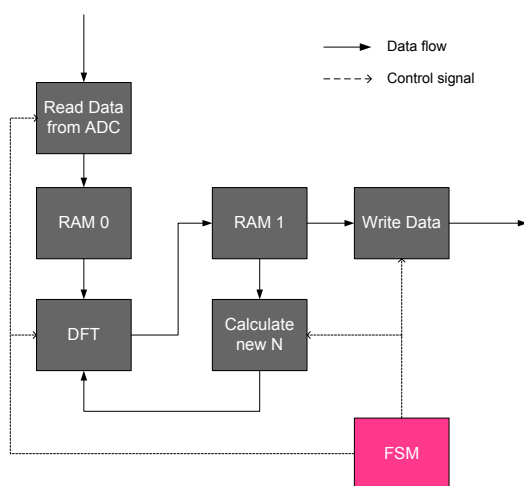 Data flow
Control signal
Read Data
from ADC
RAM 0
RAM 1
Write Data
DFT
Calculate
new N
FSM